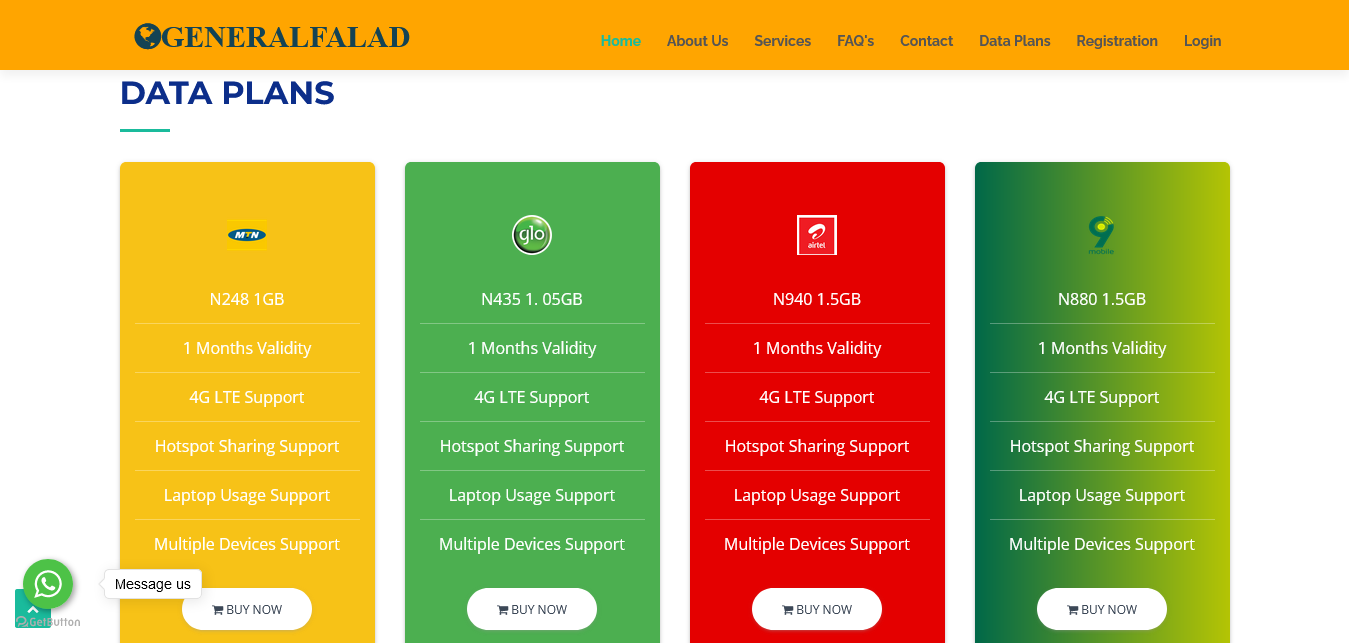 GENERALFALAD
Home About Us Services FAQ's Contact Data Plans Registration Login
DATA PLANS
MTN
N248 1GB
1 Months Validity
4G LTE Support
Hotspot Sharing Support
Laptop Usage Support
Multiple Devices Support
BUY NOW
glo
N435 1. 05GB
1 Months Validity
4G LTE Support
Hotspot Sharing Support
Laptop Usage Support
Multiple Devices Support
BUY NOW
airtel
N940 1.5GB
1 Months Validity
4G LTE Support
Hotspot Sharing Support
Laptop Usage Support
Multiple Devices Support
BUY NOW
9
mobile
N880 1.5GB
1 Months Validity
4G LTE Support
Hotspot Sharing Support
Laptop Usage Support
Multiple Devices Support
BUY NOW
Message us
GetButton